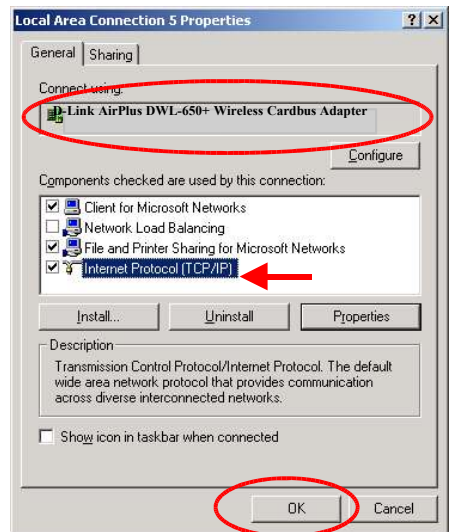 Local Area Connection 5 Properties
General
Sharing
Connect using:
D-Link AirPlus DWL-650+ Wireless Cardbus Adapter
Configure
Components checked are used by this connection:
Client for Microsoft Networks
Network Load Balancing
File and Printer Sharing for Microsoft Networks
Internet Protocol (TCP/IP)
Install...
Uninstall
Properties
Description
Transmission Control Protocol/Internet Protocol. The default
wide area network protocol that provides communication
across diverse interconnected networks.
Show icon in taskbar when connected
OK
Cancel